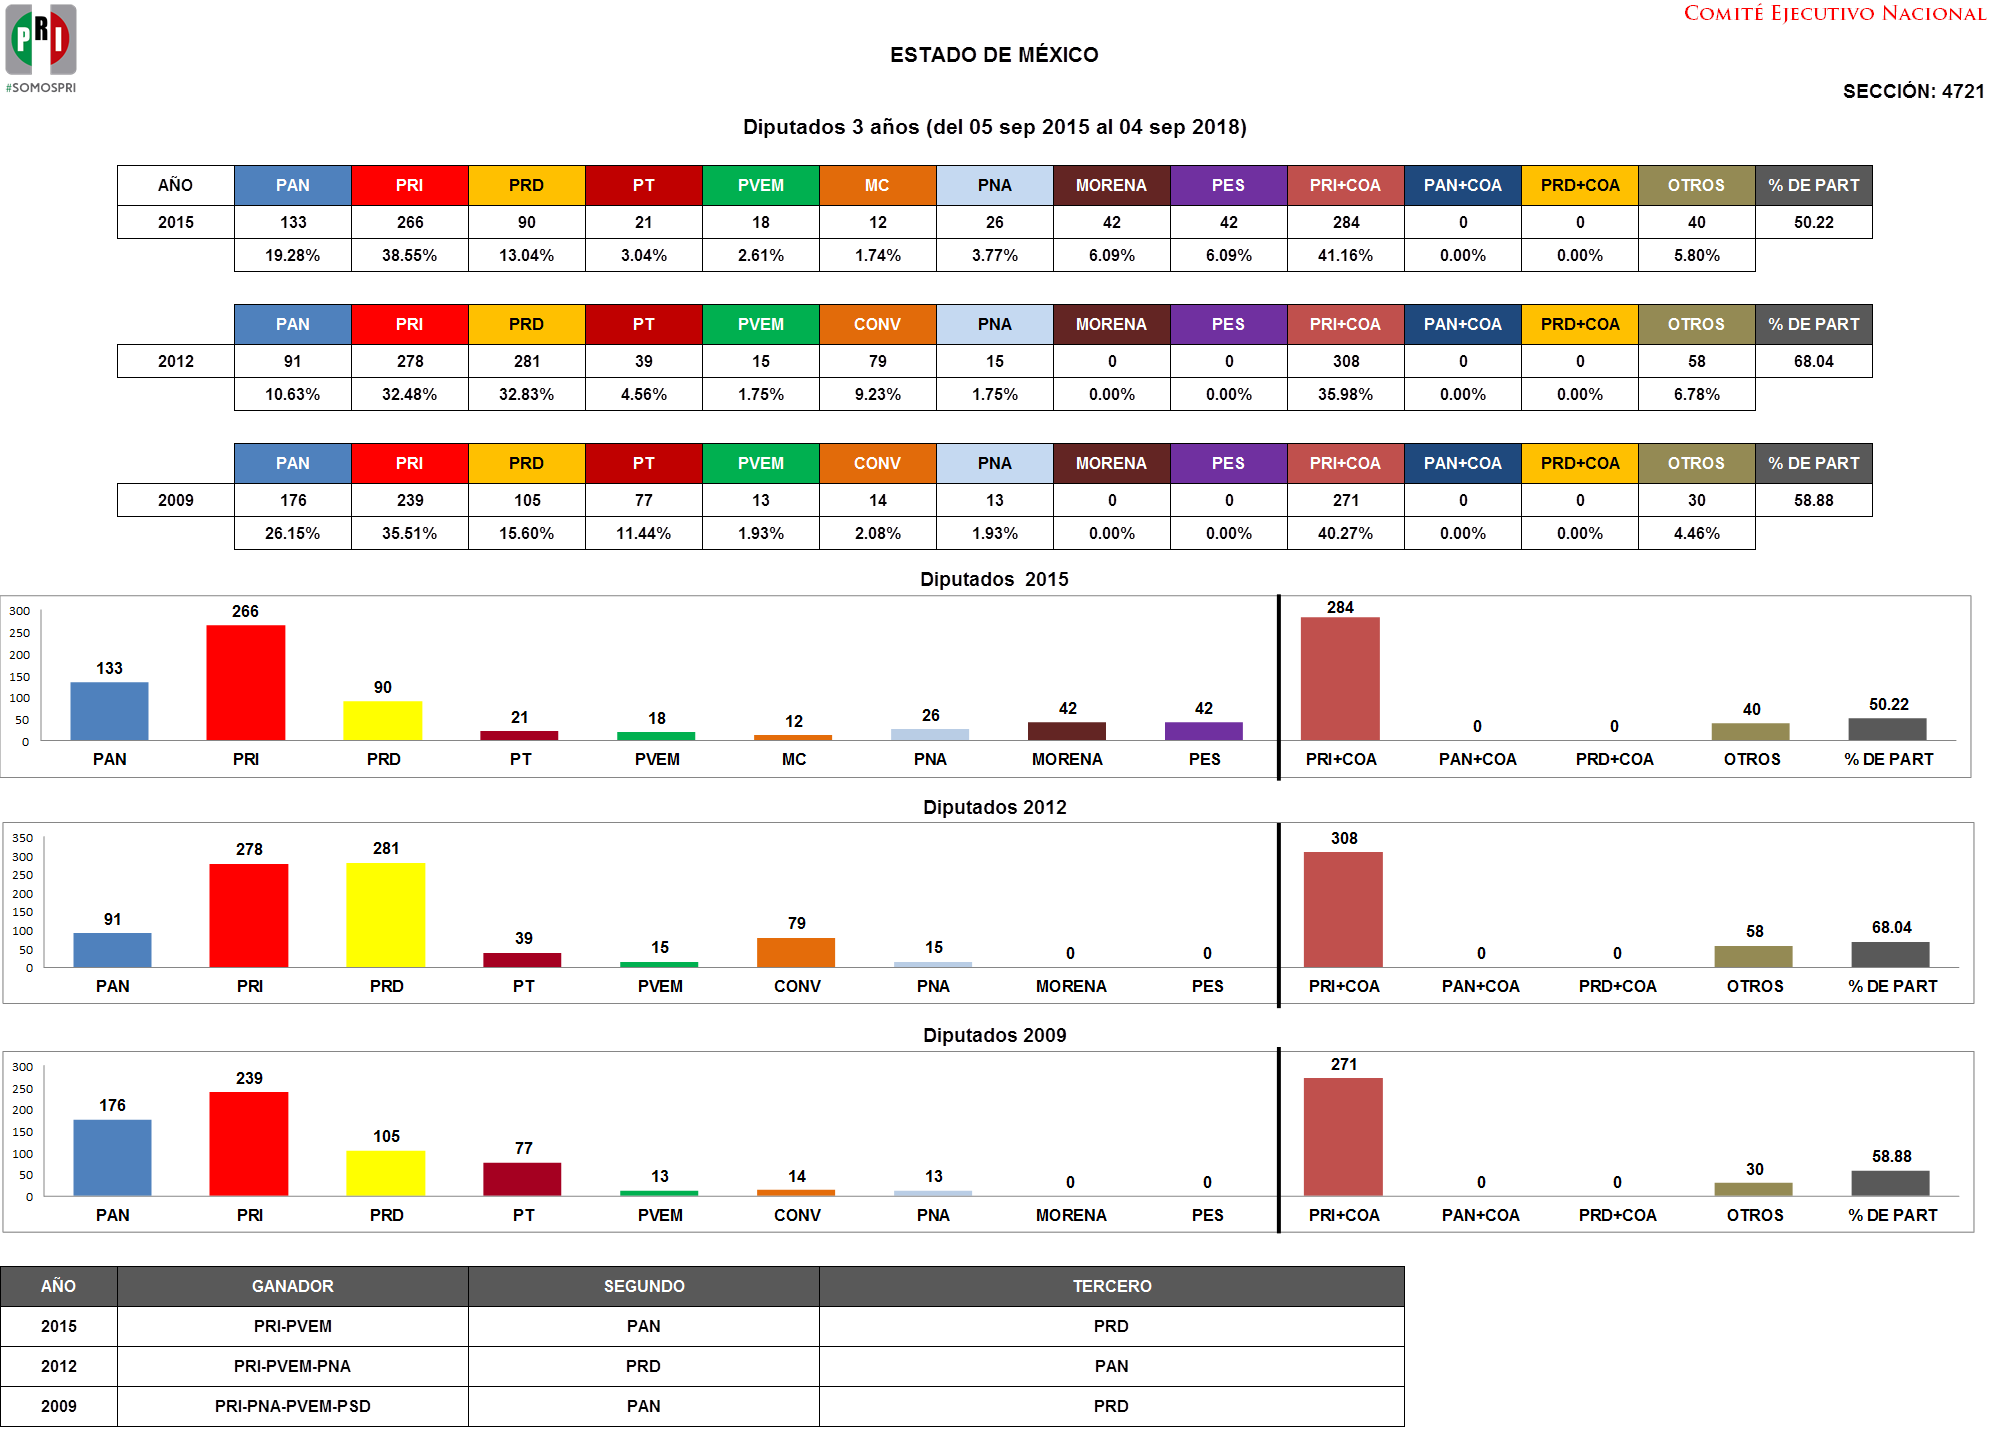 PRI
#SOMOSPRI
COMITÉ EJECUTIVO NACIONAL
ESTADO DE MÉXICO
SECCIÓN: 4721
Diputados 3 años (del 05 sep 2015 al 04 sep 2018)
AÑO PAN PRI PRD PT PVEM MC PNA MORENA PES PRI+COA PAN+COA PRD+COA OTROS % DE PART
2015 133 266 90 21 18 12 26 42 42 284 0 0 40 50.22
19.28% 38.55% 13.04% 3.04% 2.61% 1.74% 3.77% 6.09% 6.09% 41.16% 0.00% 0.00% 5.80%
PAN PRI PRD PT PVEM CONV PNA MORENA PES PRI+COA PAN+COA PRD+COA OTROS % DE PART
2012 91 278 281 39 15 79 15 0 0 308 0 0 58 68.04
10.63% 32.48% 32.83% 4.56% 1.75% 9.23% 1.75% 0.00% 0.00% 35.98% 0.00% 0.00% 6.78%
PAN PRI PRD PT PVEM CONV PNA MORENA PES PRI+COA PAN+COA PRD+COA OTROS % DE PART
2009 176 239 105 77 13 14 13 0 0 271 0 0 30 58.88
26.15% 35.51% 15.60% 11.44% 1.93% 2.08% 1.93% 0.00% 0.00% 40.27% 0.00% 0.00% 4.46%
Diputados 2015
300
250
200
150
100
50
0
133 266 90 21 18 12 26 42 42 284 0 0 40 50.22
PAN PRI PRD PT PVEM MC PNA MORENA PES PRI+COA PAN+COA PRD+COA OTROS % DE PART
Diputados 2012
350
300
250
200
150
100
50
0
91 278 281 39 15 79 15 0 0 308 0 0 58 68.04
PAN PRI PRD PT PVEM CONV PNA MORENA PES PRI+COA PAN+COA PRD+COA OTROS % DE PART
Diputados 2009
300
250
200
150
100
50
0
176 239 105 77 13 14 13 0 0 271 0 0 30 58.88
PAN PRI PRD PT PVEM CONV PNA MORENA PES PRI+COA PAN+COA PRD+COA OTROS % DE PART
AÑO GANADOR SEGUNDO TERCERO
2015 PRI-PVEM PAN PRD
2012 PRI-PVEM-PNA PRD PAN
2009 PRI-PNA-PVEM-PSD PAN PRD